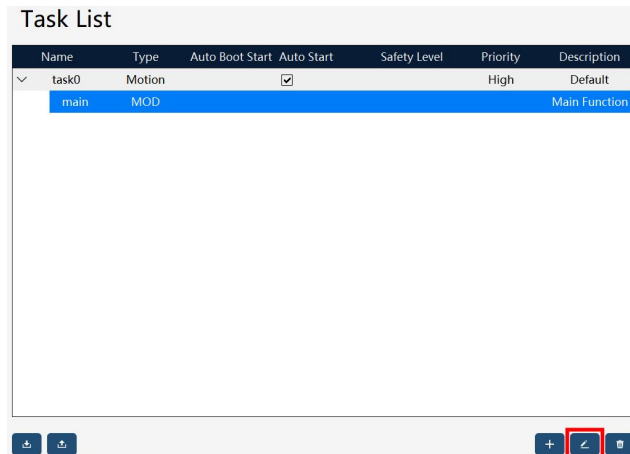 Task List
Name Type Auto Boot Start Auto Start Safety Level Priority Description
task0 Motion High Default
main MOD Main Function